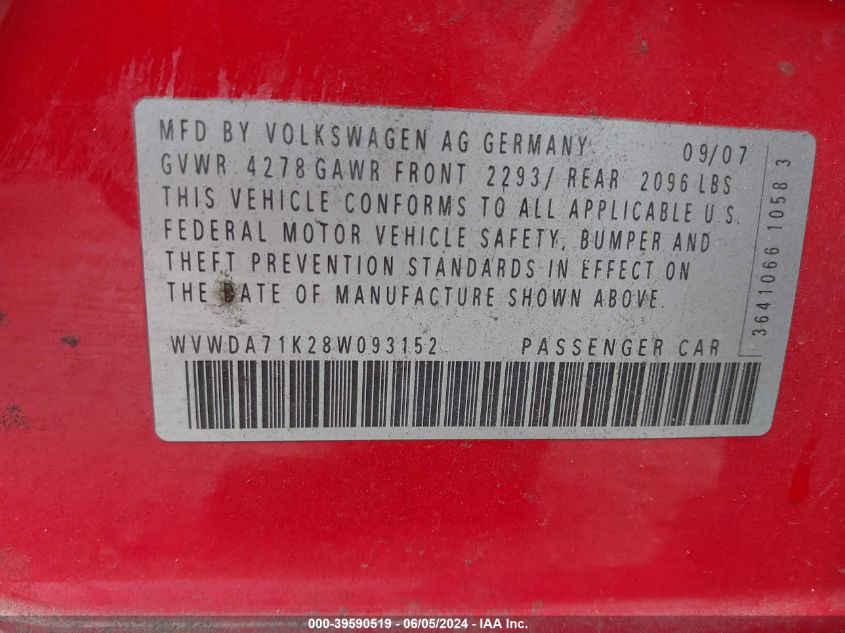 MFD BY VOLKSWAGEN AG GERMANY 09/07
GVWR 4278 GAWR FRONT 2293/ REAR 2096 LBS
THIS VEHICLE CONFORMS TO ALL APPLICABLE U.S.
FEDERAL MOTOR VEHICLE SAFETY, BUMPER AND
THEFT PREVENTION STANDARDS IN EFFECT ON
THE DATE OF MANUFACTURE SHOWN ABOVE.
WVWDA71K28W093152 PASSENGER CAR
3641066 1058 3
000-39590519 - 06/05/2024 - IAA Inc.